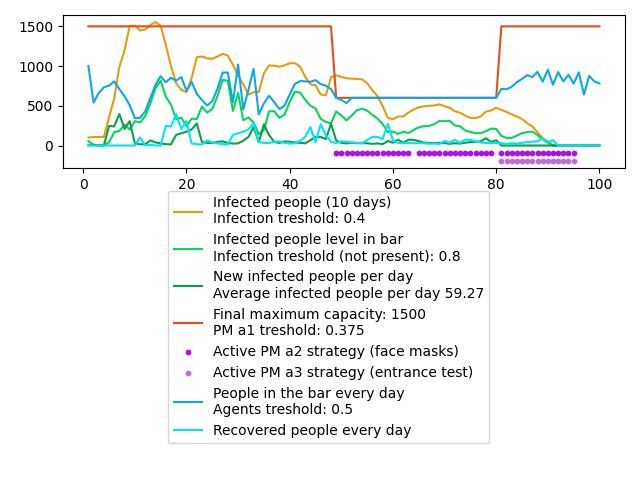 1500
1000
500
0
0 20 40 60 80 100
Infected people (10 days)
Infection treshold: 0.4
Infected people level in bar
Infection treshold (not present): 0.8
New infected people per day
Average infected people per day 59.27
Final maximum capacity: 1500
PM a1 treshold: 0.375
Active PM a2 strategy (face masks)
Active PM a3 strategy (entrance test)
People in the bar every day
Agents treshold: 0.5
Recovered people every day